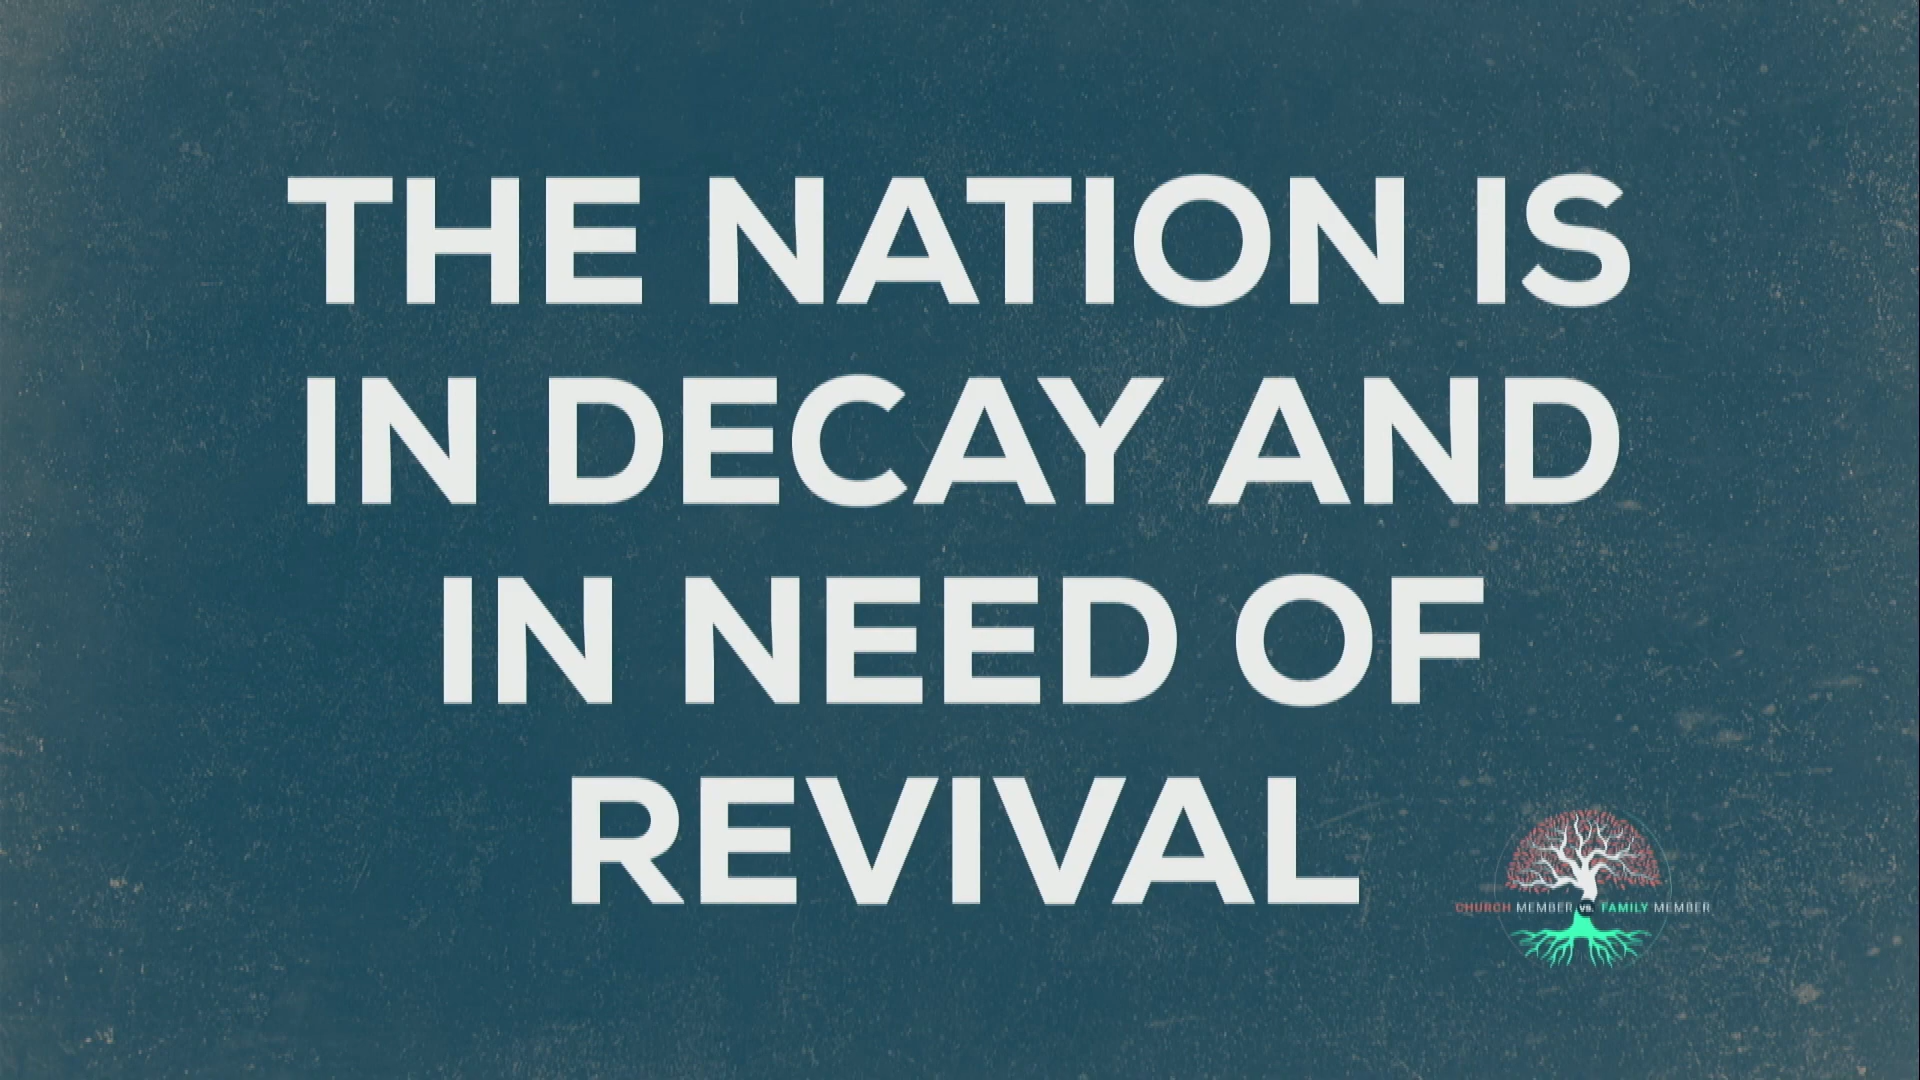 THE NATION IS
IN DECAY AND
IN NEED OF
REVIVAL
CHURCH MEMBER VS. FAMILY MEMBER